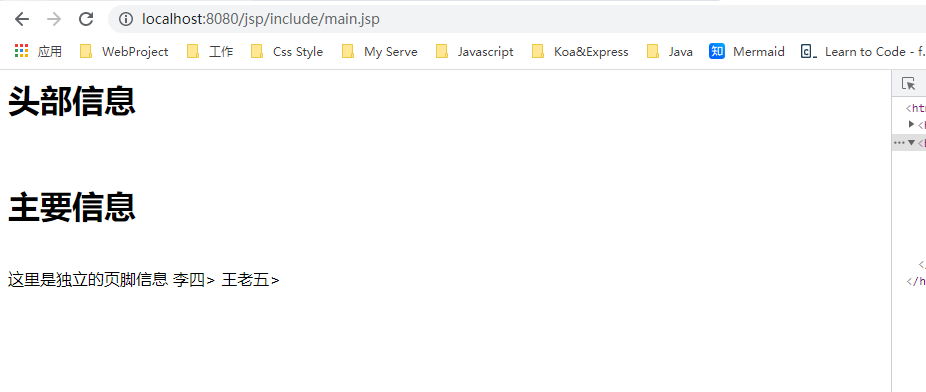 localhost:8080/jsp/include/main.jsp
应用 WebProject 工作 Css Style My Serve Javascript Koa&Express Java 知 Mermaid Learn to Code - f.
头部信息
<ht
主要信息
这里是独立的页脚信息 李四> 王老五>
</
</h